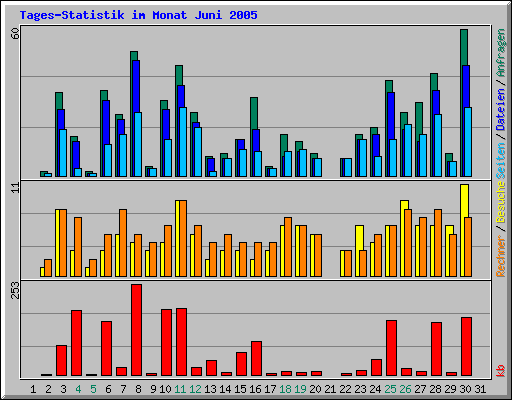 Tages-Statistik im Monat Juni 2005
60
11
253
Anfragen / Dateien / Seiten
Besuche / Rechner
kb
1 2 3 4 5 6 7 8 9 10 11 12 13 14 15 16 17 18 19 20 21 22 23 24 25 26 27 28 29 30 31